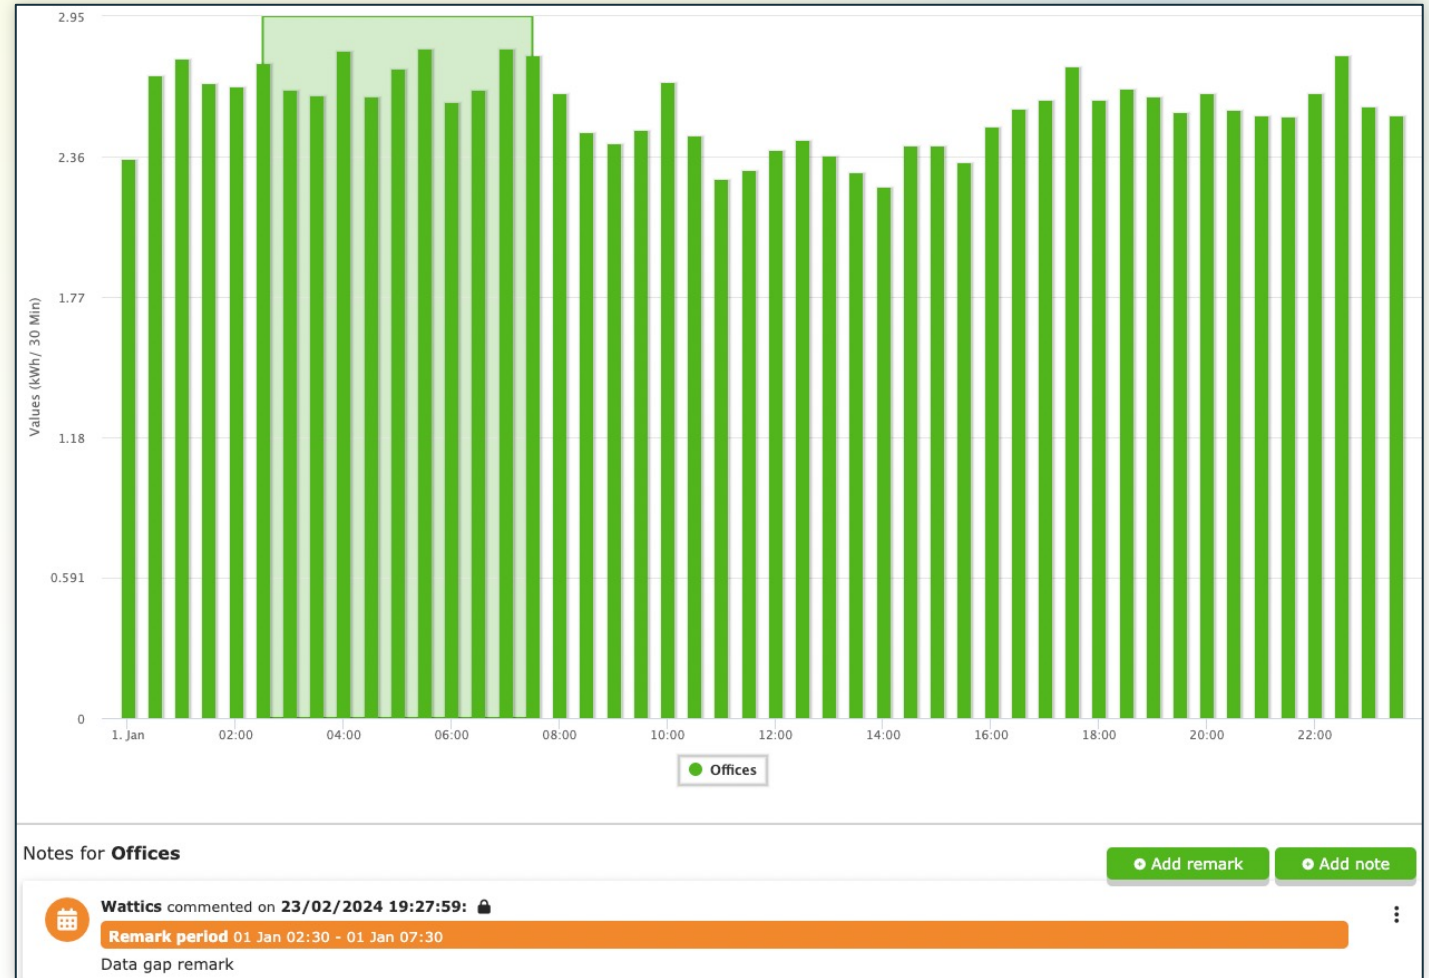 2.95
2.36
1.77
1.18
0.591
0
Values (kWh/ 30 Min)
1. Jan 02:00 04:00 06:00 08:00 10:00 12:00 14:00 16:00 18:00 20:00 22:00
Offices
Notes for Offices
Add remark Add note
Wattics commented on 23/02/2024 19:27:59:
Remark period 01 Jan 02:30 - 01 Jan 07:30
Data gap remark